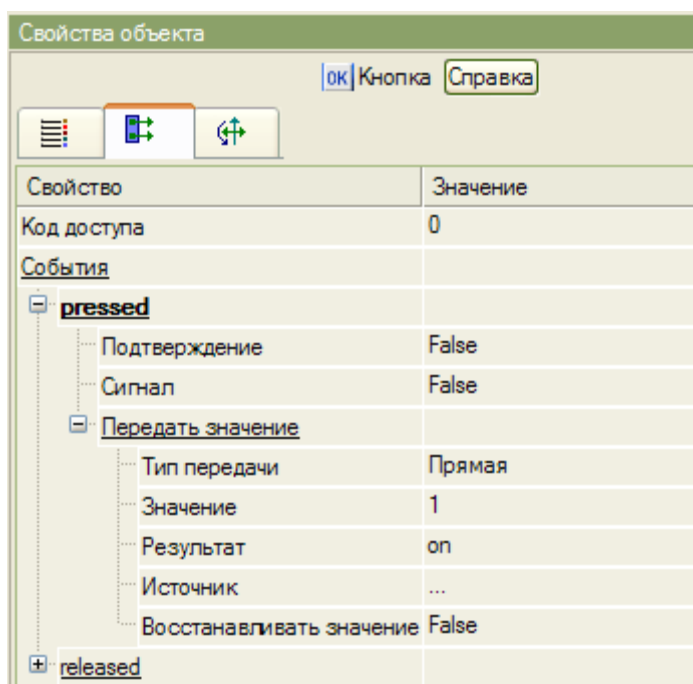 Свойства объекта
ОК Кнопка Справка
Свойство Значение
Код доступа 0
События
pressed
Подтверждение False
Сигнал False
Передать значение
Тип передачи Прямая
Значение 1
Результат on
Источник ...
Восстанавливать значение False
released